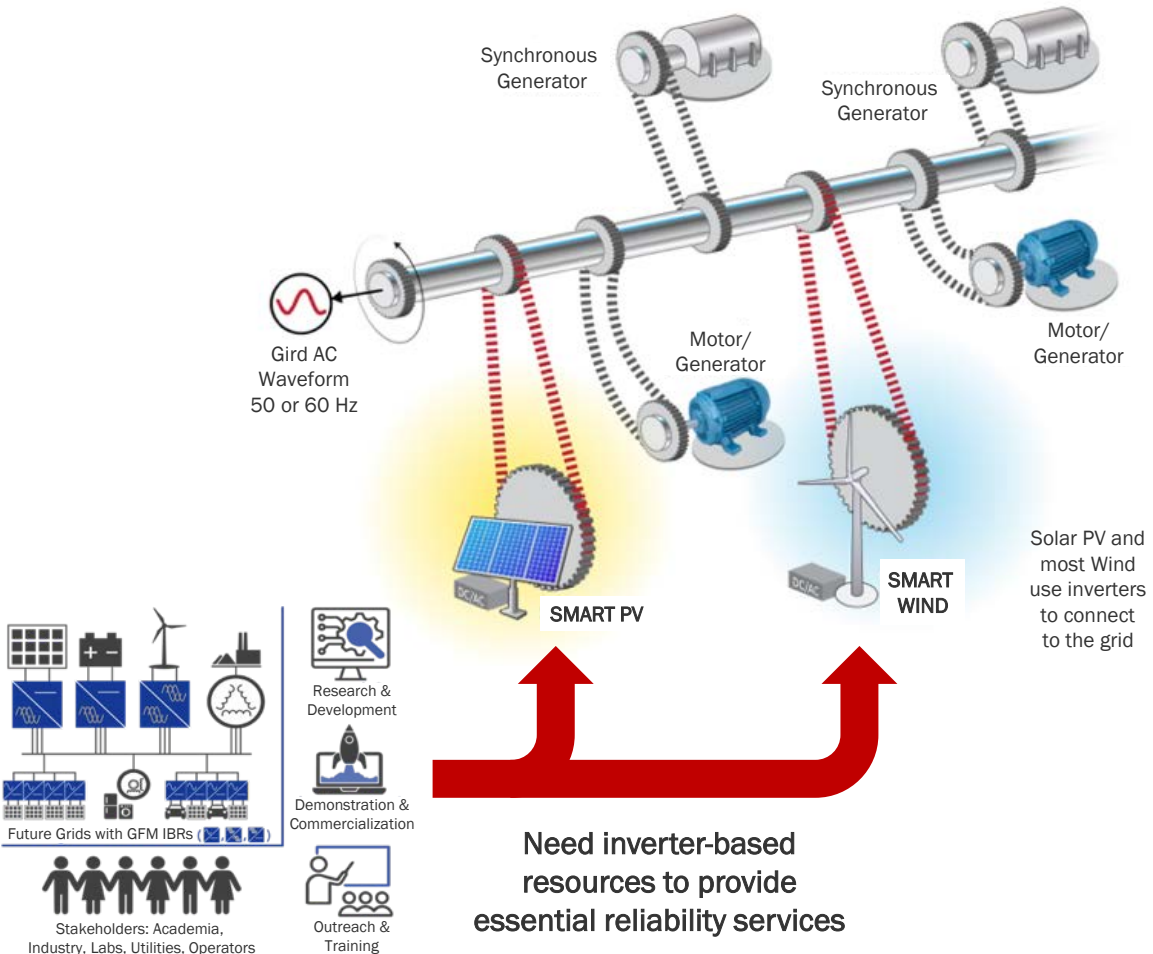 Synchronous
Generator
Synchronous
Generator
Gird AC
Waveform
50 or 60 Hz
Motor/
Generator
Motor/
Generator
DC/AC
SMART PV
DC/AC
SMART
WIND
Solar PV and
most Wind
use inverters
to connect
to the grid
Research &
Development
Demonstration &
Commercialization
Outreach &
Training
Future Grids with GFM IBRs ( , , )
Stakeholders: Academia,
Industry, Labs, Utilities, Operators
Need inverter-based
resources to provide
essential reliability services